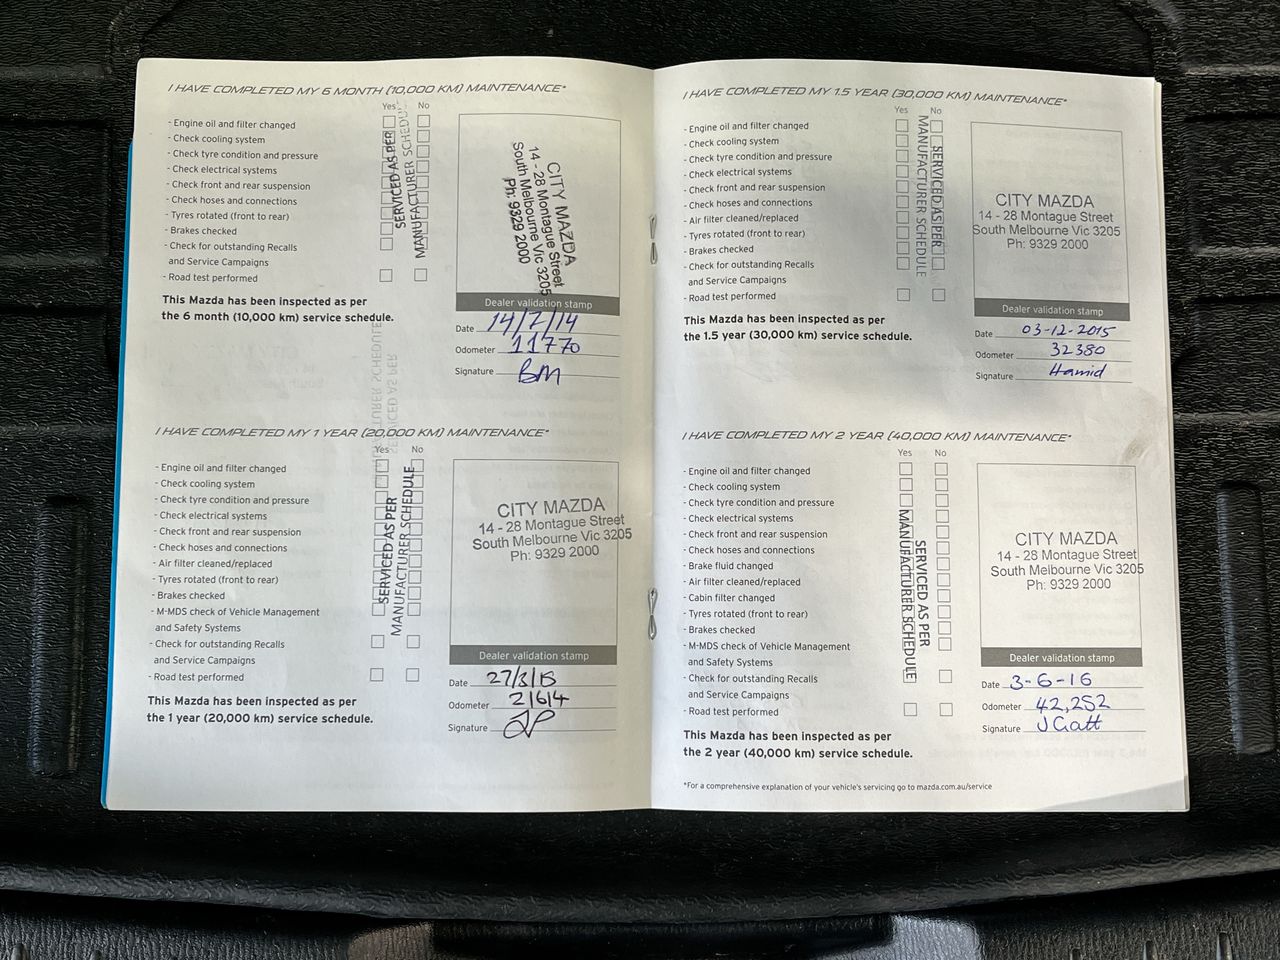 I HAVE COMPLETED MY 6 MONTH (10,000 KM) MAINTENANCE*
Yes No
- Engine oil and filter changed
- Check cooling system
- Check tyre condition and pressure
- Check electrical systems
- Check front and rear suspension
- Check hoses and connections
- Tyres rotated (front to rear)
- Brakes checked
- Check for outstanding Recalls
and Service Campaigns
- Road test performed
SERVICED AS PER
MANUFACTURER SCHEDULE
This Mazda has been inspected as per
the 6 month (10,000 km) service schedule.
CITY MAZDA
14 - 28 Montague Street
South Melbourne Vic 3205
Ph: 9329 2000
Dealer validation stamp
Date 14/7/14
Odometer 11770
Signature BM
I HAVE COMPLETED MY 1 YEAR (20,000 KM) MAINTENANCE*
Yes No
- Engine oil and filter changed
- Check cooling system
- Check tyre condition and pressure
- Check electrical systems
- Check front and rear suspension
- Check hoses and connections
- Air filter cleaned/replaced
- Tyres rotated (front to rear)
- Brakes checked
- M-MDS check of Vehicle Management
and Safety Systems
- Check for outstanding Recalls
and Service Campaigns
- Road test performed
SERVICED AS PER
MANUFACTURER SCHEDULE
This Mazda has been inspected as per
the 1 year (20,000 km) service schedule.
CITY MAZDA
14 - 28 Montague Street
South Melbourne Vic 3205
Ph: 9329 2000
Dealer validation stamp
Date 27/3/15
Odometer 21614
Signature
I HAVE COMPLETED MY 1.5 YEAR (30,000 KM) MAINTENANCE*
Yes No
- Engine oil and filter changed
- Check cooling system
- Check tyre condition and pressure
- Check electrical systems
- Check front and rear suspension
- Check hoses and connections
- Air filter cleaned/replaced
- Tyres rotated (front to rear)
- Brakes checked
- Check for outstanding Recalls
and Service Campaigns
- Road test performed
SERVICED AS PER
MANUFACTURER SCHEDULE
This Mazda has been inspected as per
the 1.5 year (30,000 km) service schedule.
CITY MAZDA
14 - 28 Montague Street
South Melbourne Vic 3205
Ph: 9329 2000
Dealer validation stamp
Date 03-12-2015
Odometer 32380
Signature Hamid
I HAVE COMPLETED MY 2 YEAR (40,000 KM) MAINTENANCE*
Yes No
- Engine oil and filter changed
- Check cooling system
- Check tyre condition and pressure
- Check electrical systems
- Check front and rear suspension
- Check hoses and connections
- Brake fluid changed
- Air filter cleaned/replaced
- Cabin filter changed
- Tyres rotated (front to rear)
- Brakes checked
- M-MDS check of Vehicle Management
and Safety Systems
- Check for outstanding Recalls
and Service Campaigns
- Road test performed
SERVICED AS PER
MANUFACTURER SCHEDULE
This Mazda has been inspected as per
the 2 year (40,000 km) service schedule.
CITY MAZDA
14 - 28 Montague Street
South Melbourne Vic 3205
Ph: 9329 2000
Dealer validation stamp
Date 3-6-16
Odometer 42,252
Signature J Gatt
*For a comprehensive explanation of your vehicle's servicing go to mazda.com.au/service